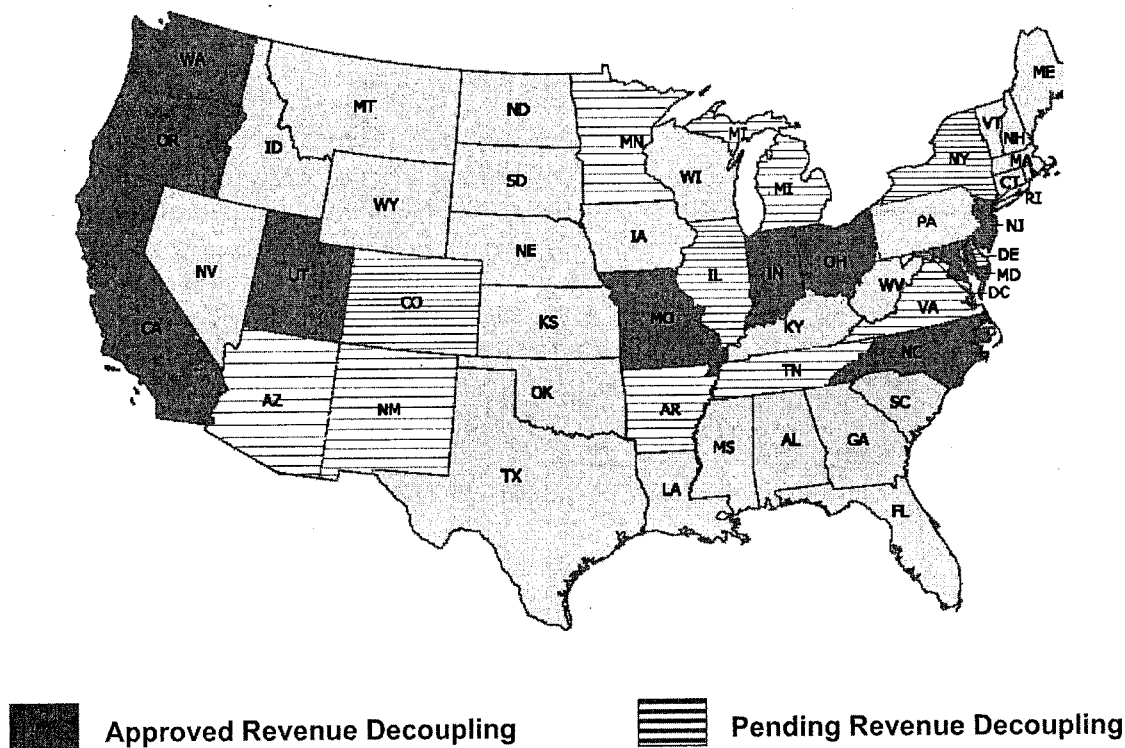 WA
ME
MT
ND
VT
OR
MN
NH
MI
ID
NY
MA
WI
SD
CT
MI
WY
RI
PA
NJ
IA
NE
DE
OH
NV
UT
IL
IN
MD
WV
CO
DC
VA
CA
KS
MO
KY
NC
TN
OK
AZ
NM
AR
SC
MS
AL
GA
TX
LA
FL
Approved Revenue Decoupling
Pending Revenue Decoupling